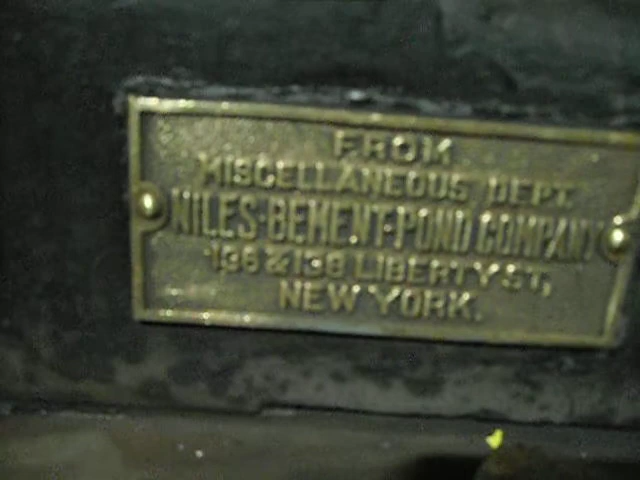 FROM
MISCELLANEOUS DEPT.
NILES-BEMENT-POND COMPANY
136 & 138 LIBERTY ST,
NEW YORK.